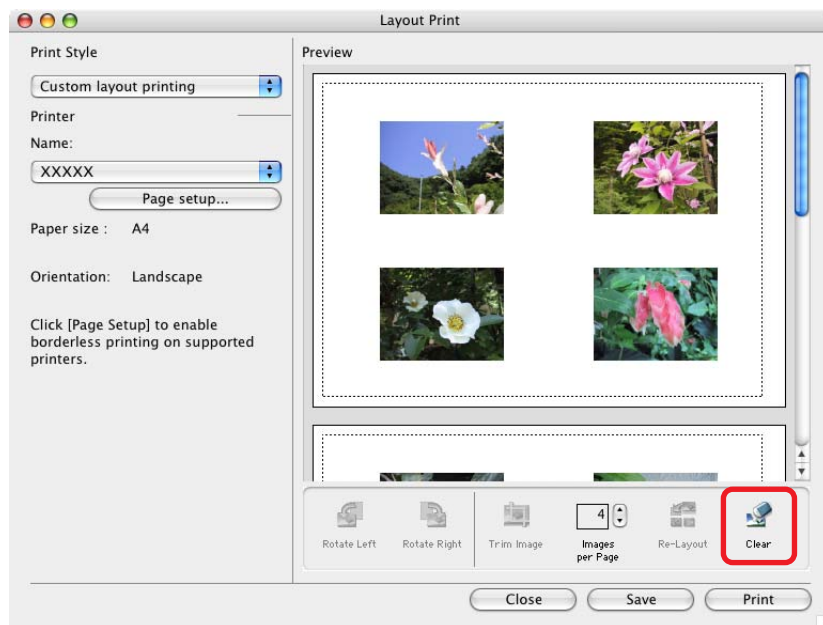 Layout Print
Print Style
Custom layout printing
Printer
Name:
XXXXX
Page setup...
Paper size : A4
Orientation: Landscape
Click [Page Setup] to enable
borderless printing on supported
printers.
Preview
Rotate Left
Rotate Right
Trim Image
4
Images
per Page
Re-Layout
Clear
Close
Save
Print